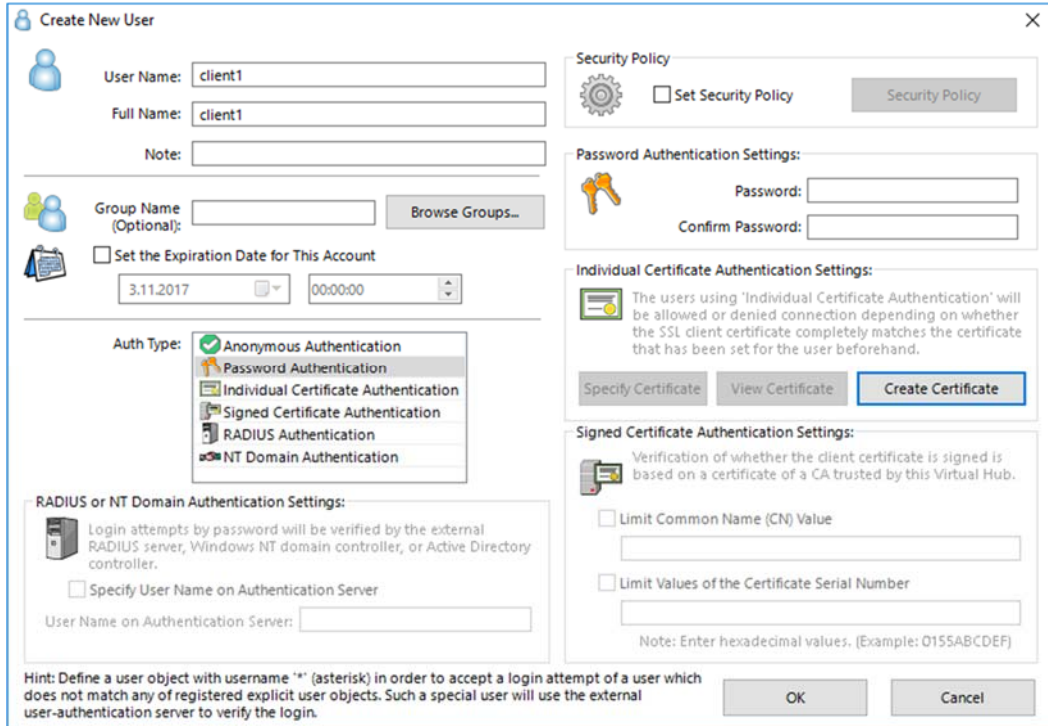 Create New User
User Name:
client1
Full Name:
client1
Note:
Group Name
(Optional):
Browse Groups...
Set the Expiration Date for This Account
3.11.2017
00:00:00
Auth Type:
Anonymous Authentication
Password Authentication
Individual Certificate Authentication
Signed Certificate Authentication
RADIUS Authentication
NT Domain Authentication
RADIUS or NT Domain Authentication Settings:
Login attempts by password will be verified by the external
RADIUS server, Windows NT domain controller, or Active Directory
controller.
Specify User Name on Authentication Server
User Name on Authentication Server:
Security Policy
Set Security Policy
Security Policy
Password Authentication Settings:
Password:
Confirm Password:
Individual Certificate Authentication Settings:
The users using 'Individual Certificate Authentication' will
be allowed or denied connection depending on whether
the SSL client certificate completely matches the certificate
that has been set for the user beforehand.
Specify Certificate
View Certificate
Create Certificate
Signed Certificate Authentication Settings:
Verification of whether the client certificate is signed is
based on a certificate of a CA trusted by this Virtual Hub.
Limit Common Name (CN) Value
Limit Values of the Certificate Serial Number
Note: Enter hexadecimal values. (Example: 0155ABCDEF)
Hint: Define a user object with username '*' (asterisk) in order to accept a login attempt of a user which
does not match any of registered explicit user objects. Such a special user will use the external
user-authentication server to verify the login.
OK
Cancel